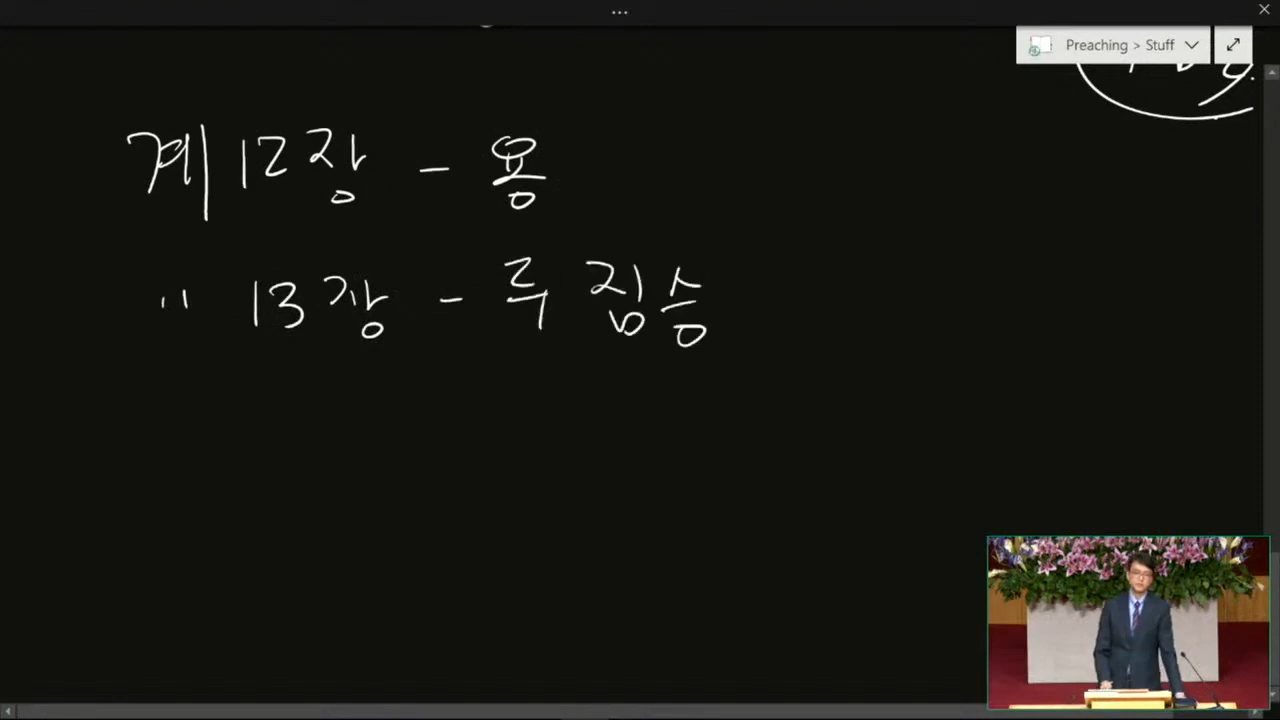 Preaching > Stuff
계 12장 - 용
" 13장 - 두 짐승